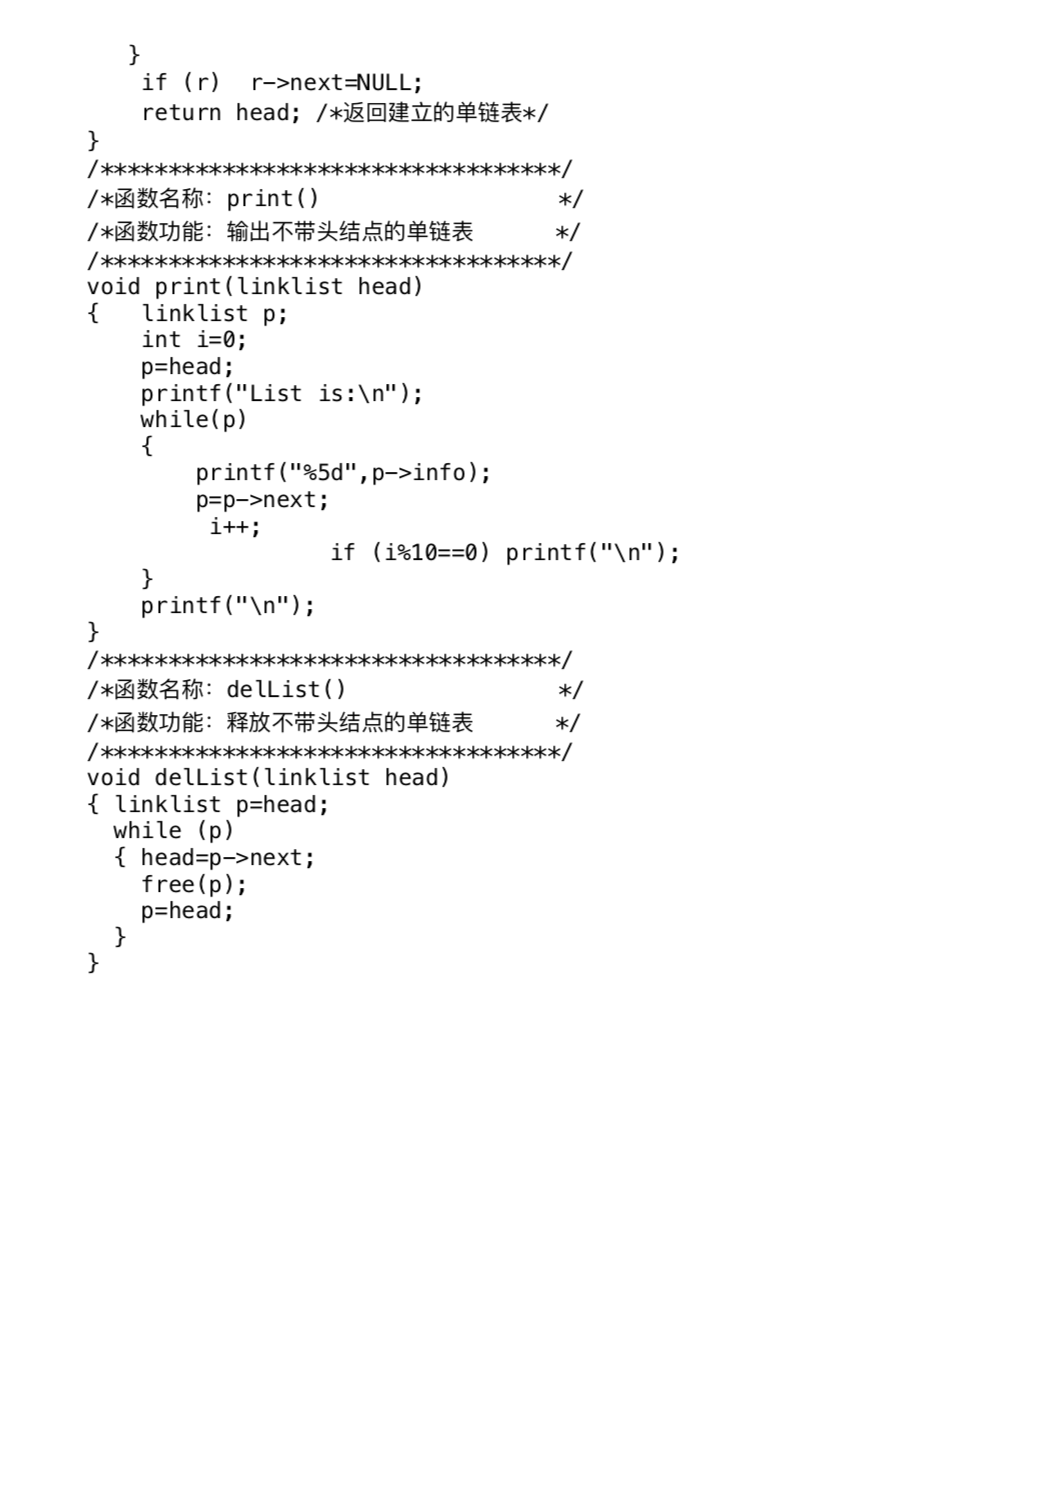 }
    if (r)  r->next=NULL;
    return head; /*返回建立的单链表*/
}
/**********************************/
/*函数名称：print()                  */
/*函数功能：输出不带头结点的单链表      */
/**********************************/
void print(linklist head)
{   linklist p;
    int i=0;
    p=head;
    printf("List is:\n");
    while(p)
    {
        printf("%5d",p->info);
        p=p->next;
         i++;
                  if (i%10==0) printf("\n");
    }
    printf("\n");
}
/**********************************/
/*函数名称：delList()                */
/*函数功能：释放不带头结点的单链表      */
/**********************************/
void delList(linklist head)
{ linklist p=head;
  while (p)
  { head=p->next;
    free(p);
    p=head;
  }
}